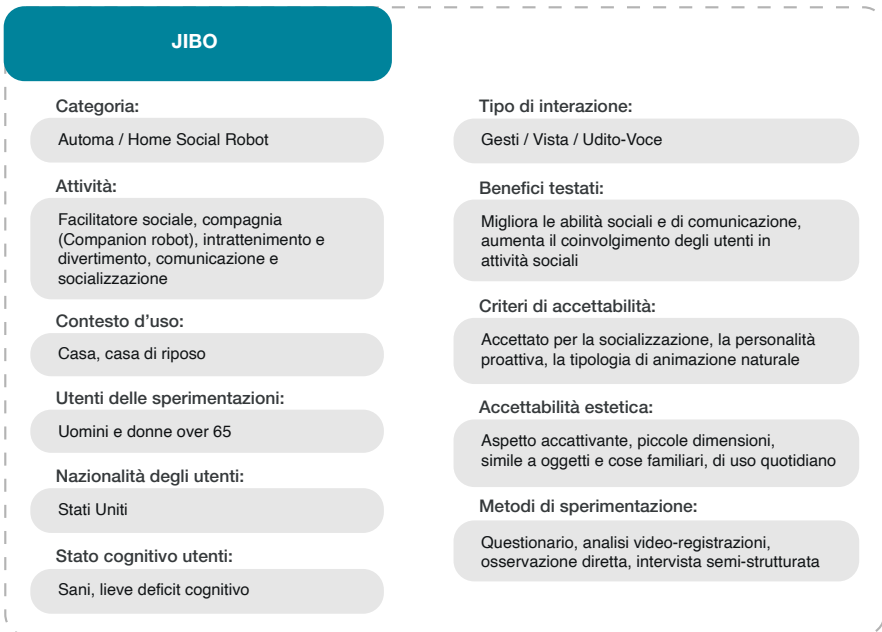 JIBO
Categoria:
Automa / Home Social Robot
Attività:
Facilitatore sociale, compagnia
(Companion robot), intrattenimento e
divertimento, comunicazione e
socializzazione
Contesto d'uso:
Casa, casa di riposo
Utenti delle sperimentazioni:
Uomini e donne over 65
Nazionalità degli utenti:
Stati Uniti
Stato cognitivo utenti:
Sani, lieve deficit cognitivo
Tipo di interazione:
Gesti / Vista / Udito-Voce
Benefici testati:
Migliora le abilità sociali e di comunicazione,
aumenta il coinvolgimento degli utenti in
attività sociali
Criteri di accettabilità:
Accettato per la socializzazione, la personalità
proattiva, la tipologia di animazione naturale
Accettabilità estetica:
Aspetto accattivante, piccole dimensioni,
simile a oggetti e cose familiari, di uso quotidiano
Metodi di sperimentazione:
Questionario, analisi video-registrazioni,
osservazione diretta, intervista semi-strutturata